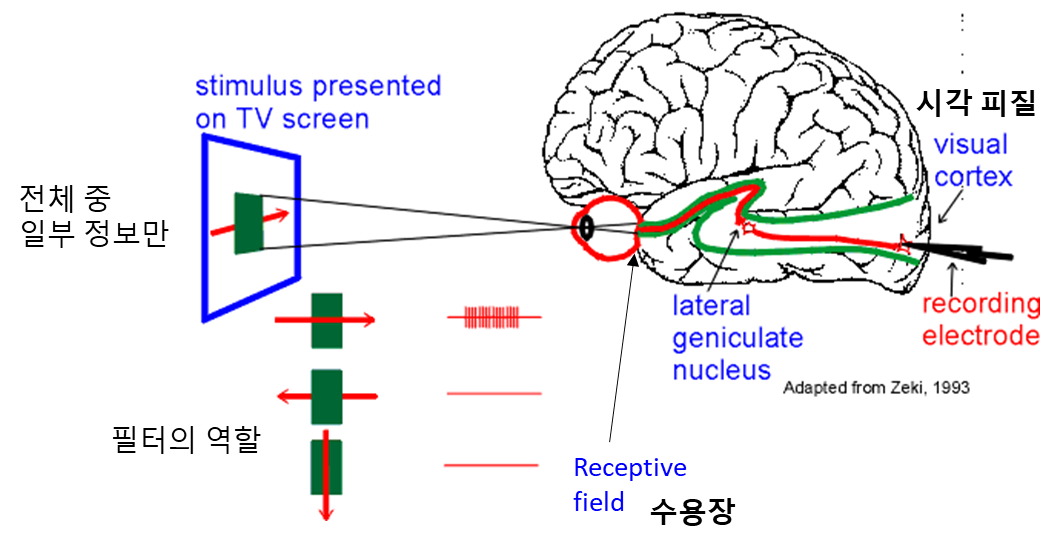 stimulus presented
on TV screen
전체 중
일부 정보만
시각 피질
visual
cortex
lateral
geniculate
nucleus
recording
electrode
Adapted from Zeki, 1993
필터의 역할
Receptive
field
수용장